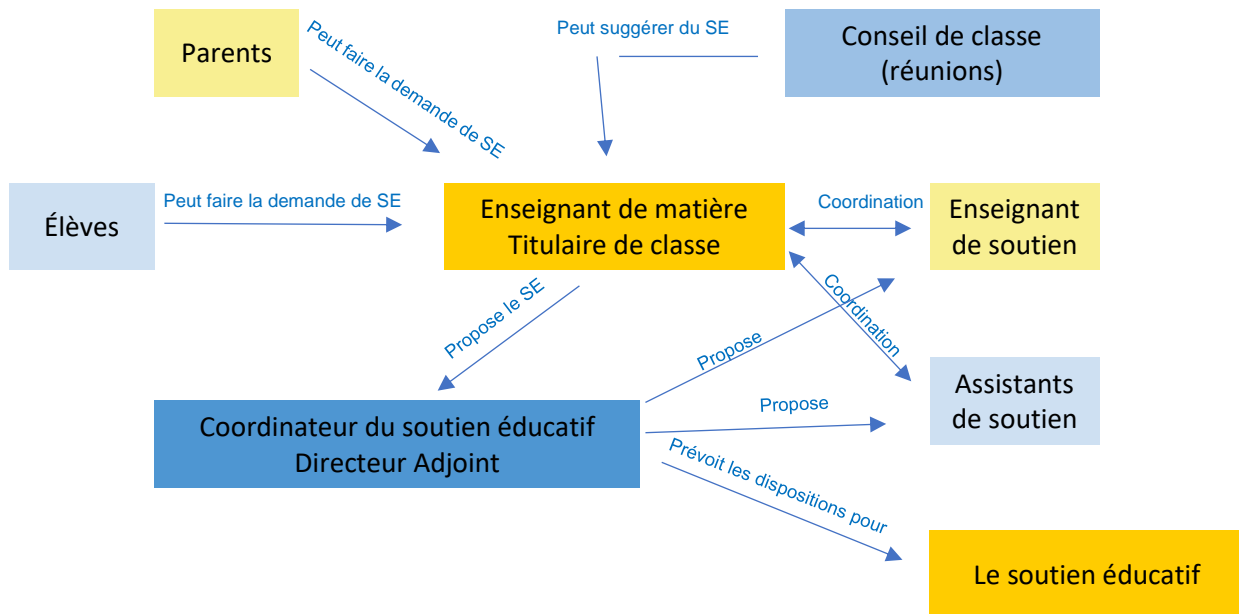 Parents
Peut faire la demande de SE
Peut suggérer du SE
Conseil de classe
(réunions)
Élèves
Peut faire la demande de SE
Enseignant de matière
Titulaire de classe
Coordination
Enseignant
de soutien
Propose le SE
Propose
Coordination
Coordinateur du soutien éducatif
Directeur Adjoint
Propose
Assistants
de soutien
Prévoit les dispositions pour
Le soutien éducatif